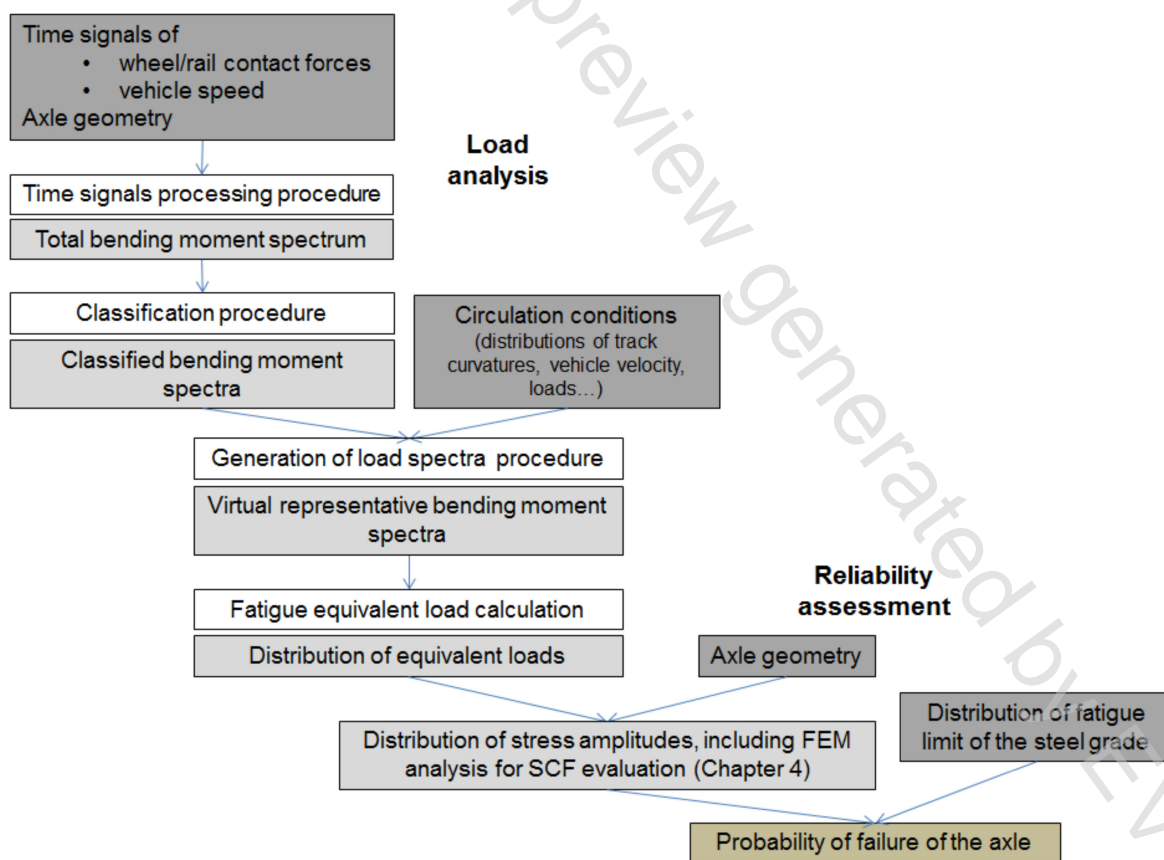 Time signals of
• wheel/rail contact forces
• vehicle speed
Axle geometry
Load
analysis
Time signals processing procedure
Total bending moment spectrum
Classification procedure
Classified bending moment
spectra
Circulation conditions
(distributions of track
curvatures, vehicle velocity,
loads…)
Generation of load spectra procedure
Virtual representative bending moment
spectra
Fatigue equivalent load calculation
Distribution of equivalent loads
Reliability
assessment
Axle geometry
Distribution of stress amplitudes, including FEM
analysis for SCF evaluation (Chapter 4)
Distribution of fatigue
limit of the steel grade
Probability of failure of the axle
preview generated by EV